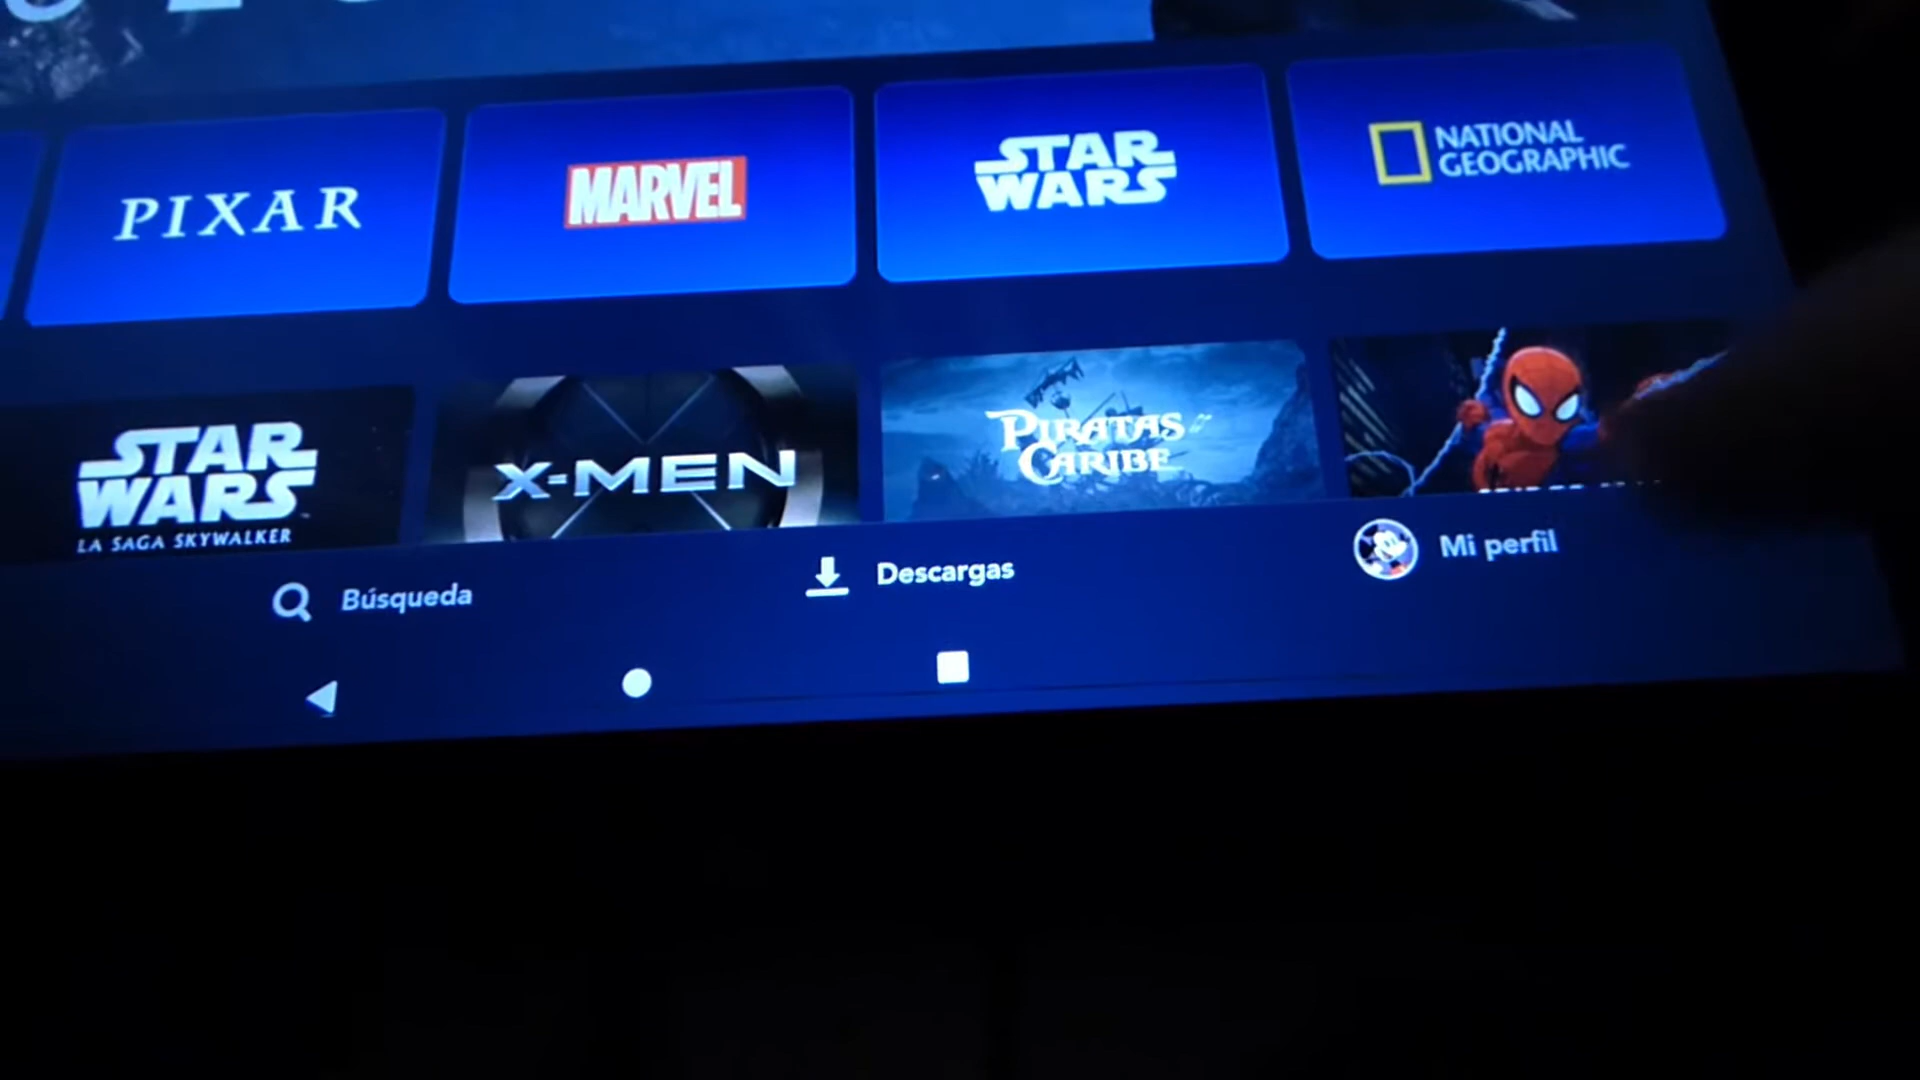 PIXAR
MARVEL
STAR
WARS
NATIONAL
GEOGRAPHIC
STAR
WARS
LA SAGA SKYWALKER
X-MEN
PIRATAS
CARIBE
Búsqueda
Descargas
Mi perfil